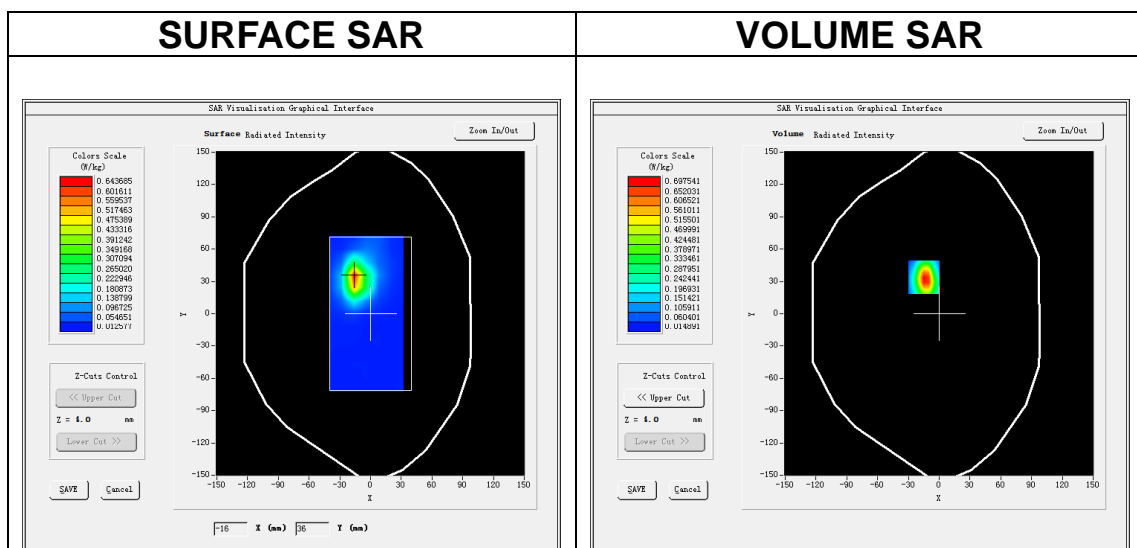 SURFACE SAR
VOLUME SAR
SAR Visualisation Graphical Interface
Surface Radiated Intensity
Zoom In/Out
Colors Scale
(W/kg)
0.643685
0.601611
0.559537
0.517463
0.475389
0.433316
0.391242
0.349168
0.307094
0.265020
0.222946
0.180873
0.138799
0.096725
0.054651
0.012577
150
120
90
60
30
0
-30
-60
-90
-120
-150
Y
-150 -120 -90 -60 -30 0 30 60 90 120 150
X
Z-Cuts Control
<< Upper Cut
Z = 4.0 mm
Lower Cut >>
SAVE Cancel
-16 X (mm) 36 Y (mm)
SAR Visualisation Graphical Interface
Volume Radiated Intensity
Zoom In/Out
Colors Scale
(W/kg)
0.697541
0.652031
0.606521
0.561011
0.515501
0.469991
0.424481
0.378971
0.333461
0.287951
0.242441
0.196931
0.151421
0.105911
0.060401
0.014891
150
120
90
60
30
0
-30
-60
-90
-120
-150
Y
-150 -120 -90 -60 -30 0 30 60 90 120 150
X
Z-Cuts Control
<< Upper Cut
Z = 4.0 mm
Lower Cut >>
SAVE Cancel